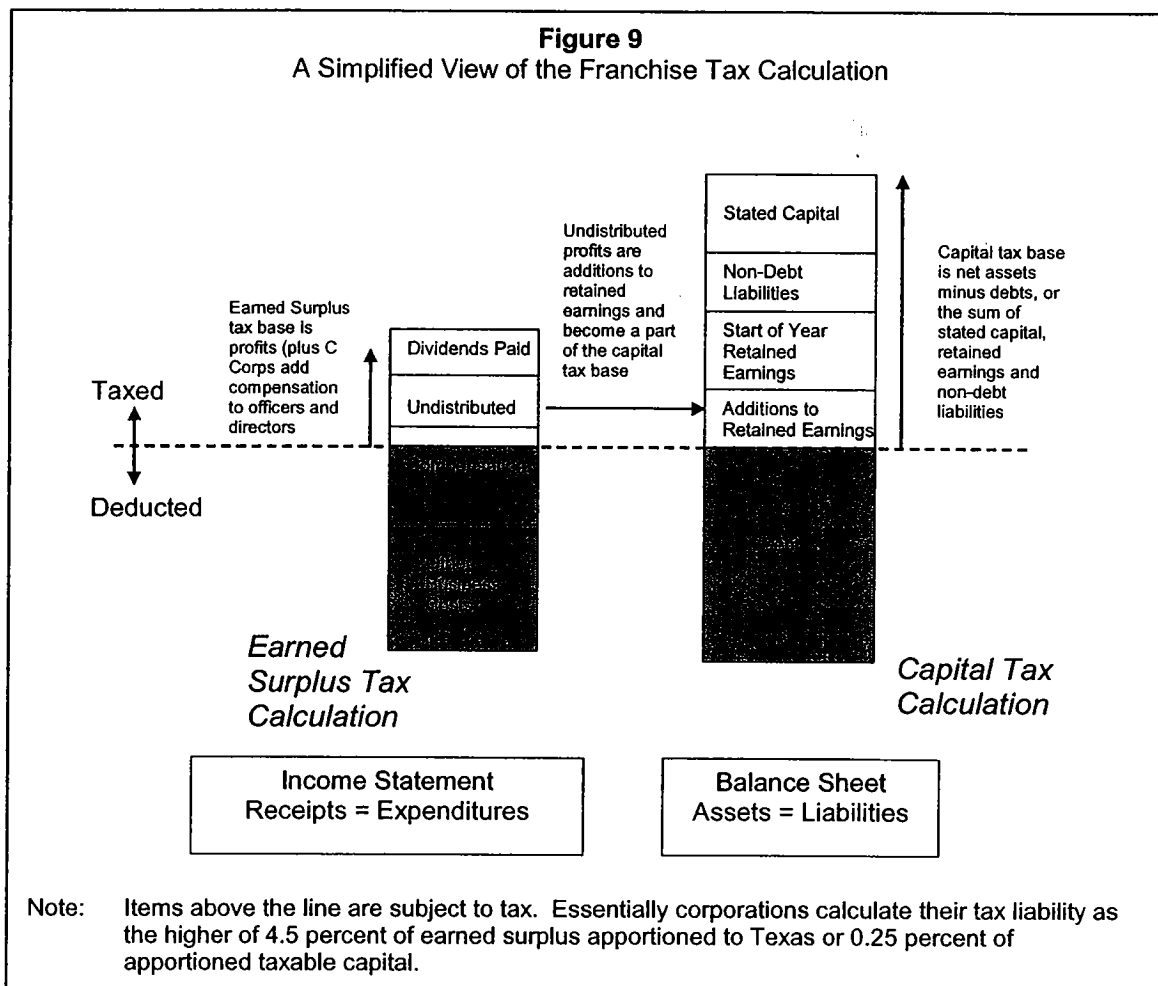 Figure 9
A Simplified View of the Franchise Tax Calculation
Stated Capital
Non-Debt
Liabilities
Start of Year
Retained
Earnings
Additions to
Retained Earnings
Undistributed
profits are
additions to
retained
earnings and
become a part
of the capital
tax base
Capital tax base
is net assets
minus debts, or
the sum of
stated capital,
retained
earnings and
non-debt
liabilities
Earned Surplus
tax base is
profits (plus C
Corps add
compensation
to officers and
directors
Dividends Paid
Undistributed
Taxed
Deducted
Earned
Surplus Tax
Calculation
Capital Tax
Calculation
Income Statement
Receipts = Expenditures
Balance Sheet
Assets = Liabilities
Note: Items above the line are subject to tax. Essentially corporations calculate their tax liability as
the higher of 4.5 percent of earned surplus apportioned to Texas or 0.25 percent of
apportioned taxable capital.